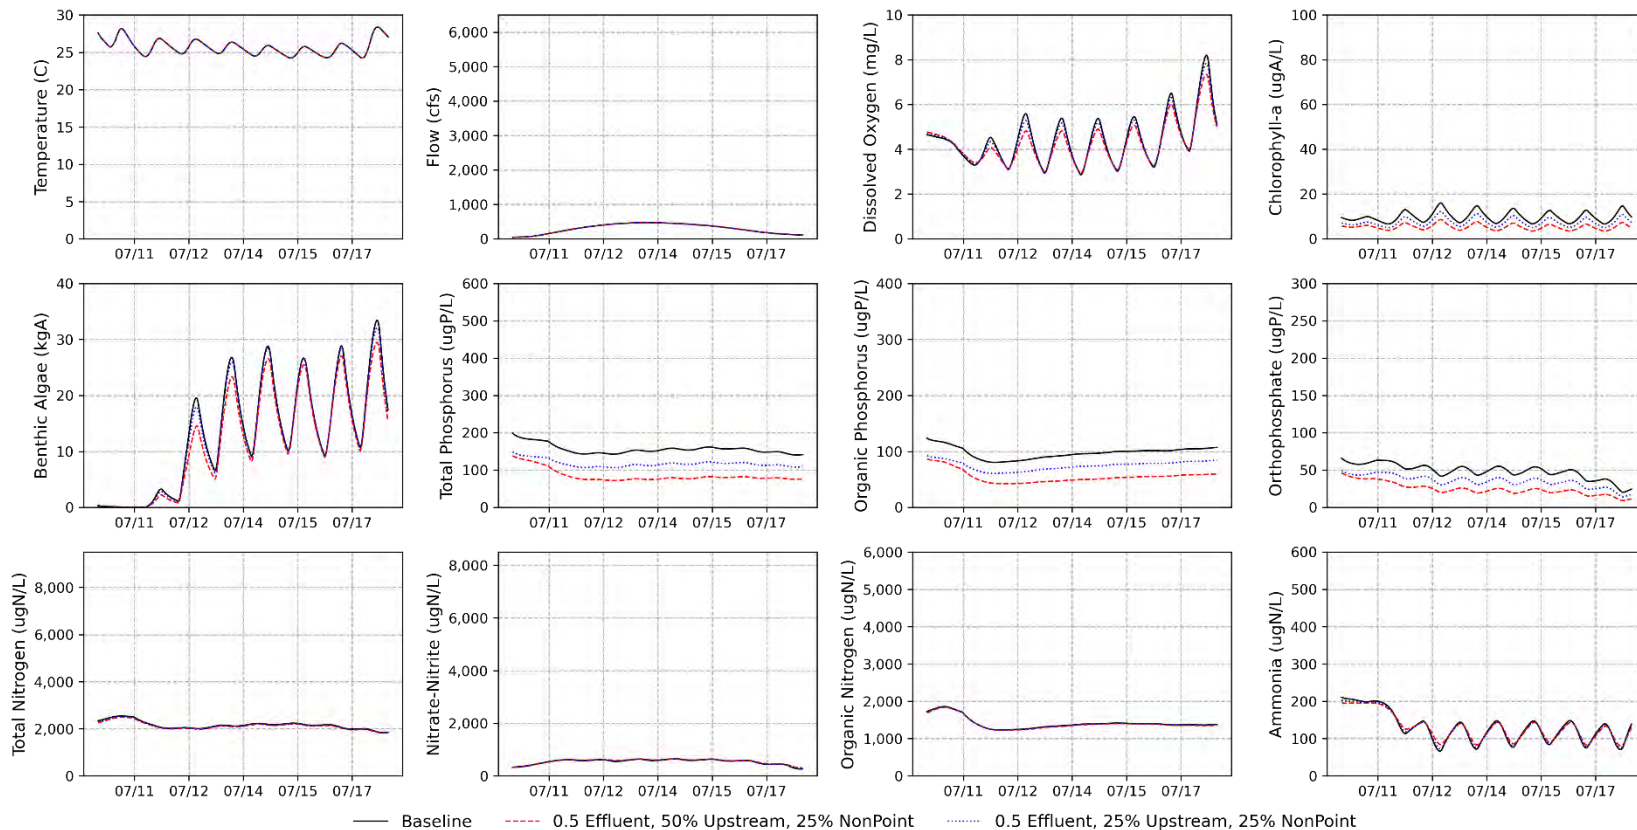 30
25
20
15
10
5
0
Temperature (C)
07/11 07/12 07/14 07/15 07/17
6,000
5,000
4,000
3,000
2,000
1,000
0
Flow (cfs)
07/11 07/12 07/14 07/15 07/17
10
8
6
4
2
0
Dissolved Oxygen (mg/L)
07/11 07/12 07/14 07/15 07/17
100
80
60
40
20
0
Chlorophyll-a (ugA/L)
07/11 07/12 07/14 07/15 07/17
40
30
20
10
0
Benthic Algae (kgA)
07/11 07/12 07/14 07/15 07/17
600
500
400
300
200
100
0
Total Phosphorus (ugP/L)
07/11 07/12 07/14 07/15 07/17
400
300
200
100
0
Organic Phosphorus (ugP/L)
07/11 07/12 07/14 07/15 07/17
300
250
200
150
100
50
0
Orthophosphate (ugP/L)
07/11 07/12 07/14 07/15 07/17
8,000
6,000
4,000
2,000
0
Total Nitrogen (ugN/L)
07/11 07/12 07/14 07/15 07/17
8,000
6,000
4,000
2,000
0
Nitrate-Nitrite (ugN/L)
07/11 07/12 07/14 07/15 07/17
6,000
5,000
4,000
3,000
2,000
1,000
0
Organic Nitrogen (ugN/L)
07/11 07/12 07/14 07/15 07/17
600
500
400
300
200
100
0
Ammonia (ugN/L)
07/11 07/12 07/14 07/15 07/17
Baseline
0.5 Effluent, 50% Upstream, 25% NonPoint
0.5 Effluent, 25% Upstream, 25% NonPoint